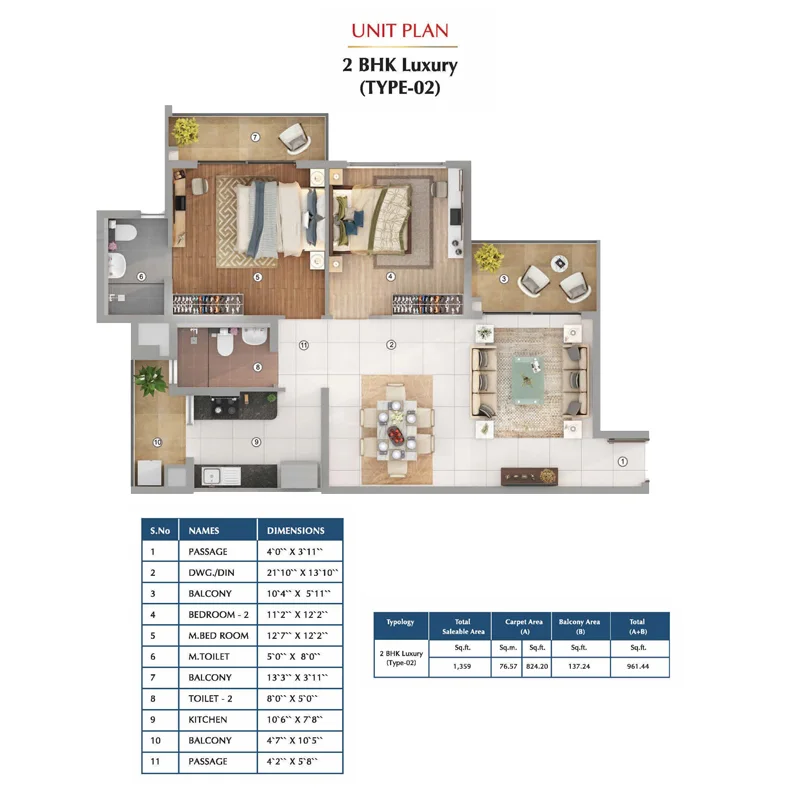 UNIT PLAN
2 BHK Luxury
(TYPE-02)
7
6
5
4
3
11
2
8
10
9
1
S.No NAMES DIMENSIONS
1 PASSAGE 4`0`` X 3`11``
2 DWG./DIN 21`10`` X 13`10``
3 BALCONY 10`4`` X 5`11``
4 BEDROOM - 2 11`2`` X 12`2``
5 M.BED ROOM 12`7`` X 12`2``
6 M.TOILET 5`0`` X 8`0``
7 BALCONY 13`3`` X 3`11``
8 TOILET - 2 8`0`` X 5`0``
9 KITCHEN 10`6`` X 7`8``
10 BALCONY 4`7`` X 10`5``
11 PASSAGE 4`2`` X 5`8``
Typology Total Saleable Area Carpet Area (A) Balcony Area (B) Total (A+B)
Sq.ft. Sq.m. Sq.ft. Sq.ft. Sq.ft.
2 BHK Luxury (Type-02) 1,359 76.57 824.20 137.24 961.44